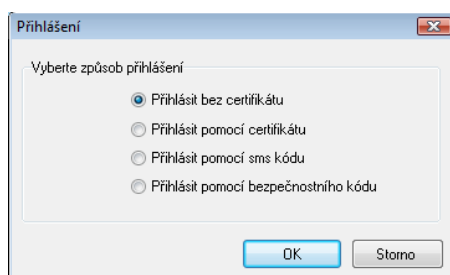 Přihlášení
Vyberte způsob přihlášení
Přihlásit bez certifikátu
Přihlásit pomocí certifikátu
Přihlásit pomocí sms kódu
Přihlásit pomocí bezpečnostního kódu
OK Storno